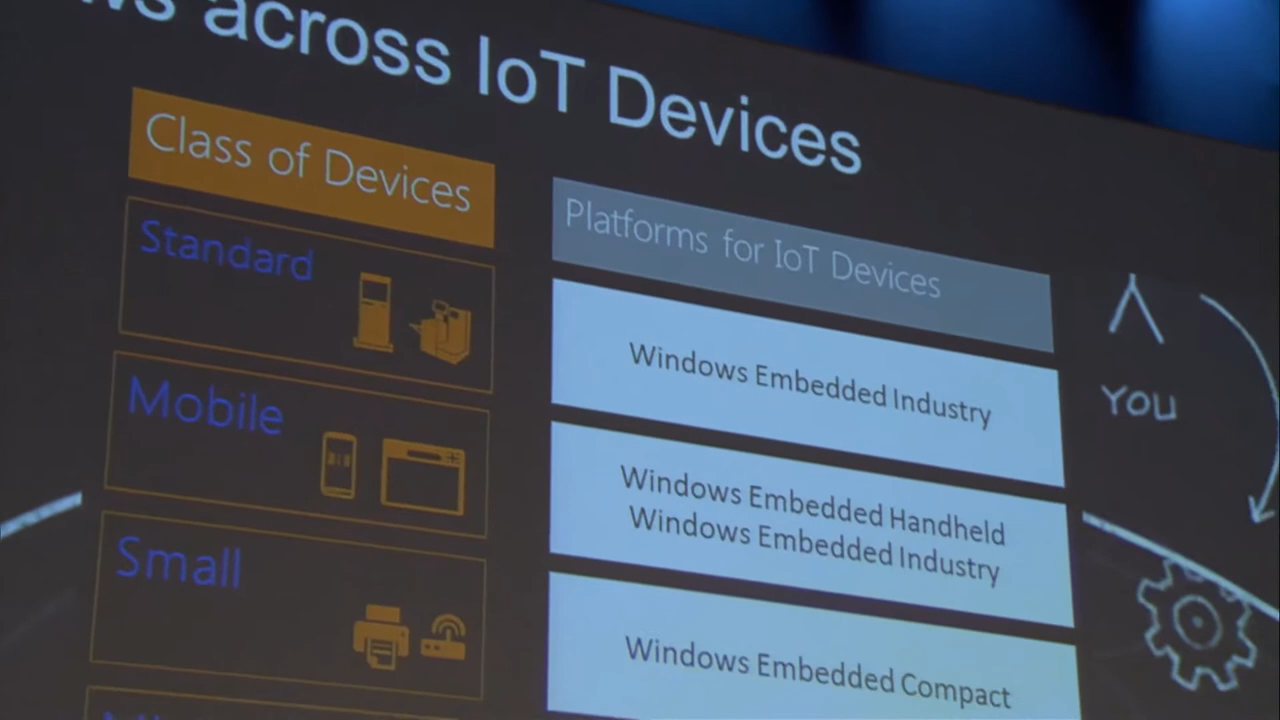 across IoT Devices
Class of Devices
Platforms for IoT Devices
Standard
Windows Embedded Industry
Mobile
Windows Embedded Handheld
Windows Embedded Industry
Small
Windows Embedded Compact
YOU